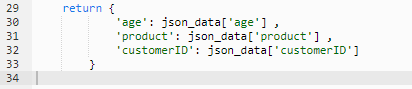 29 return {
30 'age': json_data['age'] ,
31 'product': json_data['product'] ,
32 'customerID': json_data['customerID']
33 }
34